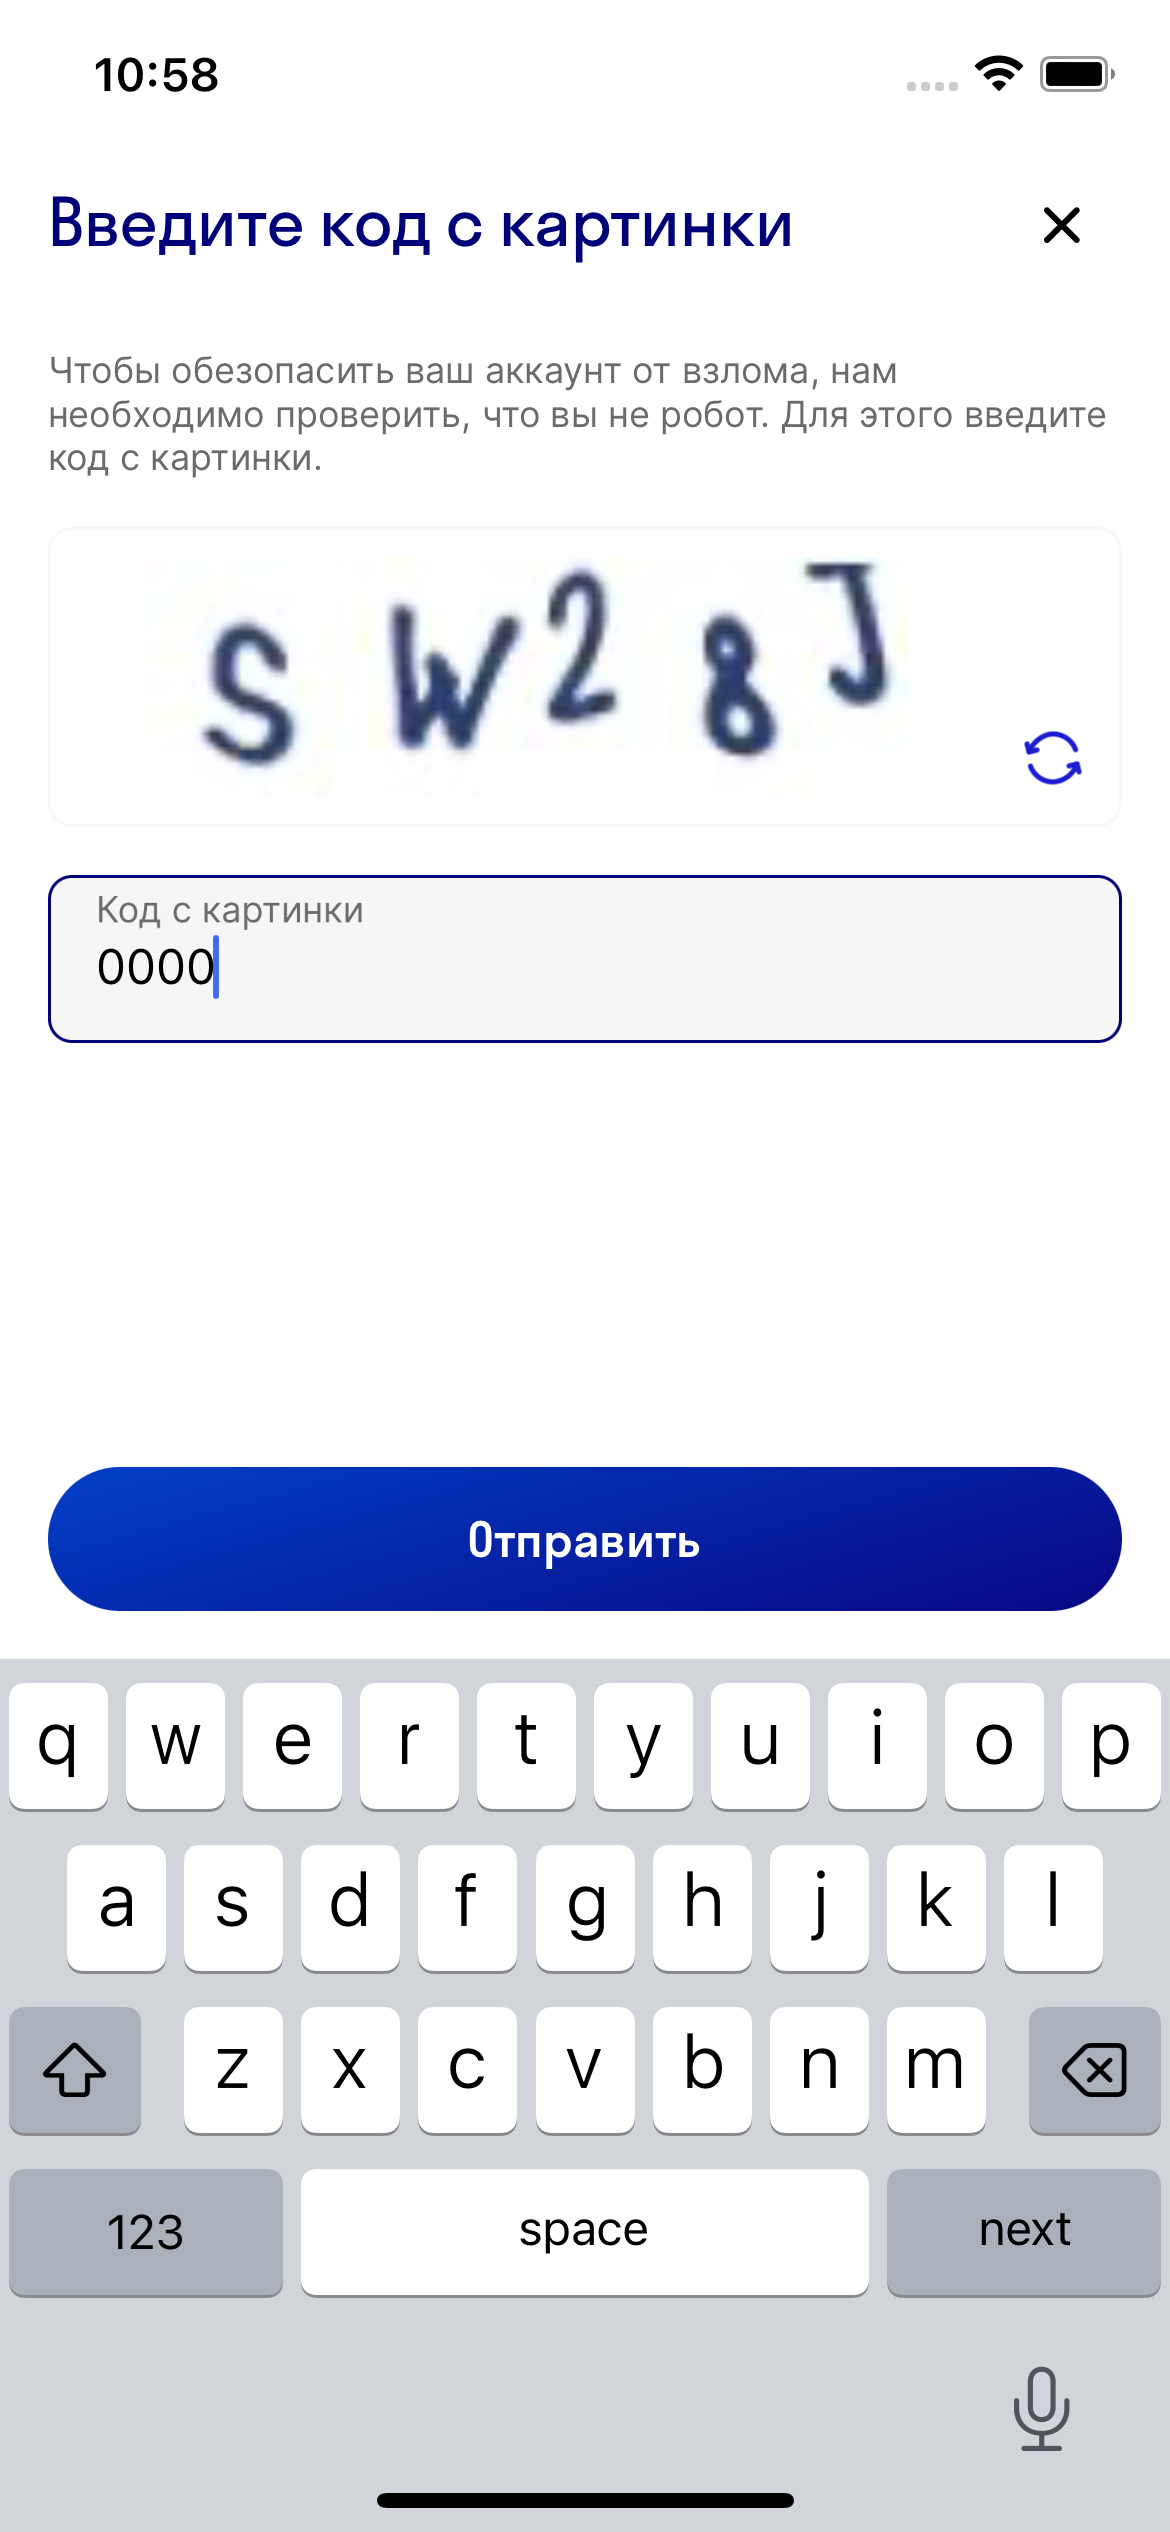 10:58
Введите код с картинки
Чтобы обезопасить ваш аккаунт от взлома, нам
необходимо проверить, что вы не робот. Для этого введите
код с картинки.
S W 2 8 J
Код с картинки
0000
Отправить
q w e r t y u i o p
a s d f g h j k l
z x c v b n m
123 space next